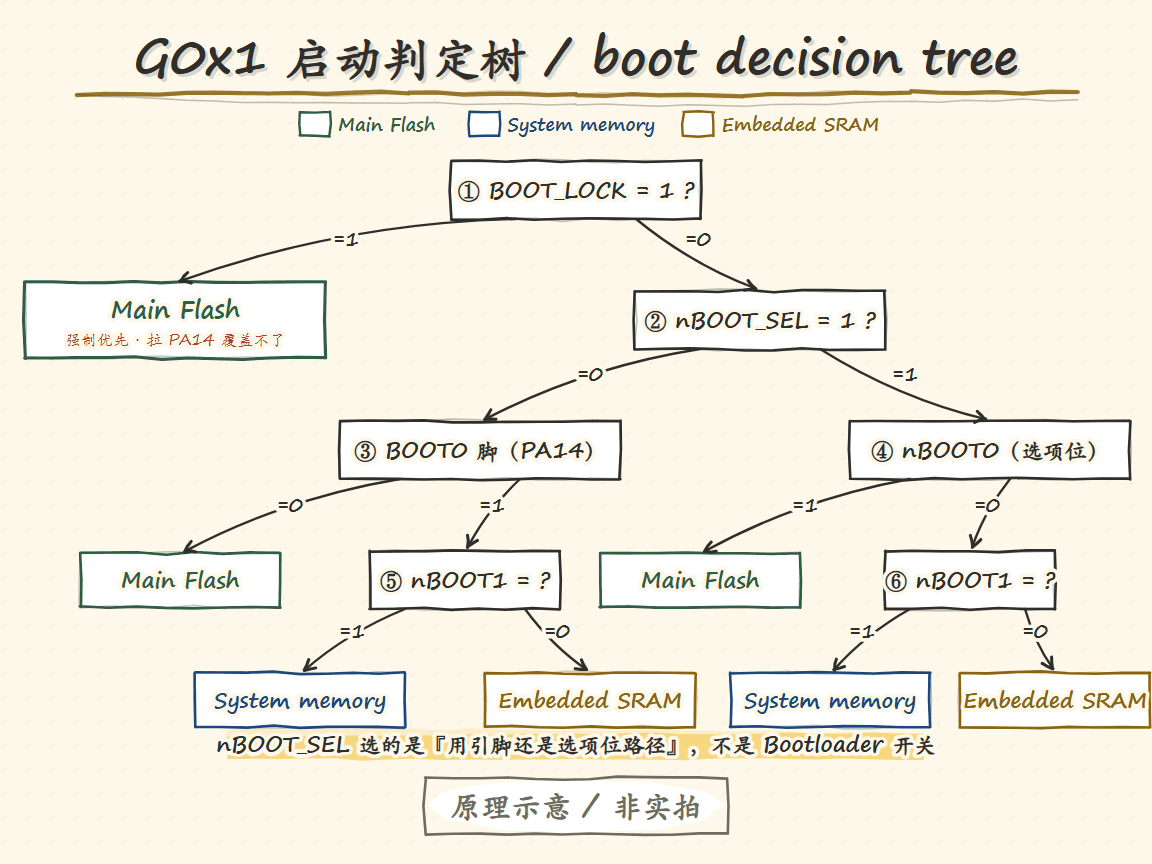 G0x1 启动判定树 / boot decision tree
Main Flash
System memory
Embedded SRAM
① BOOT_LOCK = 1 ?
=1
=0
Main Flash
强制优先·拉 PA14 覆盖不了
② nBOOT_SEL = 1 ?
=0
=1
③ BOOT0 脚（PA14）
④ nBOOT0（选项位）
=0
=1
=1
=0
Main Flash
⑤ nBOOT1 = ?
Main Flash
⑥ nBOOT1 = ?
=1
=0
=1
=0
System memory
Embedded SRAM
System memory
Embedded SRAM
nBOOT_SEL 选的是『用引脚还是选项位路径』，不是 Bootloader 开关
原理示意 / 非实拍